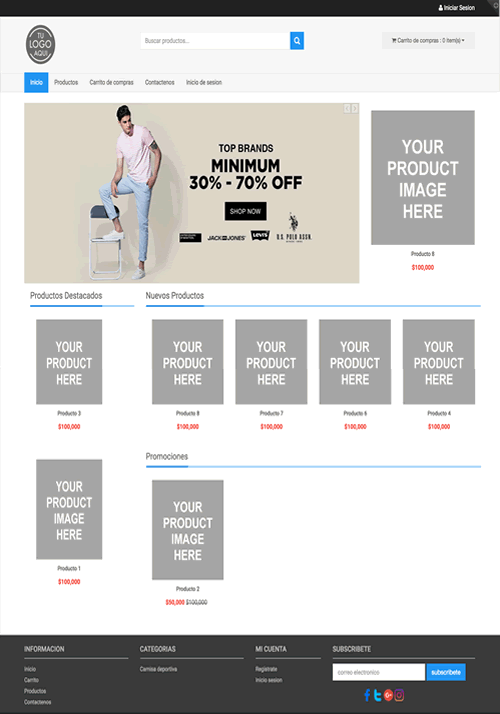 Iniciar Sesion
TU
LOGO
AQUI
Buscar productos...
Carrito de compras : 0 item(s)
Inicio
Productos
Carrito de compras
Contactenos
Inicio de sesion
TOP BRANDS
MINIMUM
30% - 70% OFF
SHOP NOW
JACK JONES
LEVI'S
U.S. POLO ASSN.
YOUR
PRODUCT
IMAGE
HERE
Producto 8
$100,000
Productos Destacados
Nuevos Productos
YOUR
PRODUCT
HERE
Producto 3
$100,000
YOUR
PRODUCT
HERE
Producto 8
$100,000
YOUR
PRODUCT
HERE
Producto 7
$100,000
YOUR
PRODUCT
HERE
Producto 6
$100,000
YOUR
PRODUCT
HERE
Producto 4
$100,000
YOUR
PRODUCT
IMAGE
HERE
Producto 1
$100,000
Promociones
YOUR
PRODUCT
IMAGE
HERE
Producto 2
$50,000 $100,000
INFORMACION
Inicio
Carrito
Productos
Contactenos
CATEGORIAS
Camisa deportiva
MI CUENTA
Registrate
Inicio sesion
SUBSCRIBETE
correo electronico
subscribete